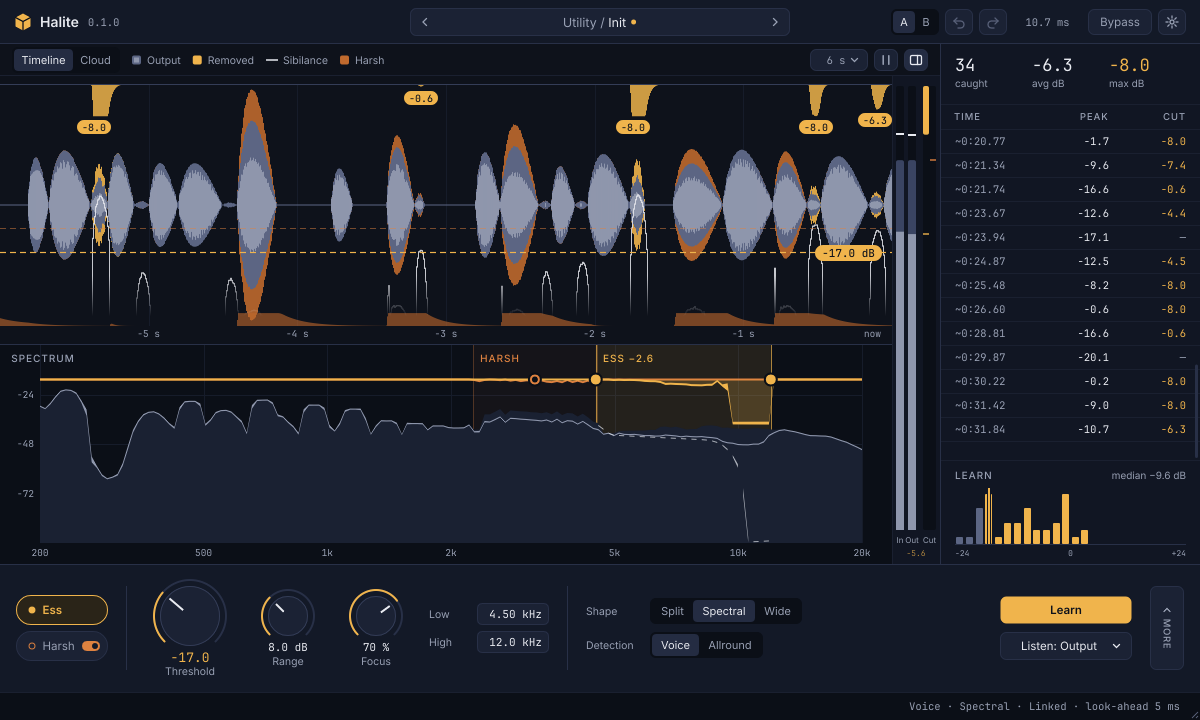 Halite 0.1.0
Utility / Init
A B
10.7 ms
Bypass
Timeline Cloud Output Removed Sibilance Harsh
6 s
-8.0
-0.6
-8.0
-8.0
-6.3
-17.0 dB
-5 s -4 s -3 s -2 s -1 s now
SPECTRUM
HARSH
ESS −2.6
-24
-48
-72
200 500 1k 2k 5k 10k 20k
In Out Cut
-5.6
34 -6.3 -8.0
caught avg dB max dB
TIME PEAK CUT
~0:20.77 -1.7 -8.0
~0:21.34 -9.6 -7.4
~0:21.74 -16.6 -0.6
~0:23.67 -12.6 -4.4
~0:23.94 -17.1 —
~0:24.87 -12.5 -4.5
~0:25.48 -8.2 -8.0
~0:26.60 -0.6 -8.0
~0:28.81 -16.6 -0.6
~0:29.87 -20.1 —
~0:30.22 -0.2 -8.0
~0:31.42 -9.0 -8.0
~0:31.84 -10.7 -6.3
LEARN median −9.6 dB
-24 0 +24
Ess
Harsh
-17.0
Threshold
8.0 dB
Range
70 %
Focus
Low 4.50 kHz
High 12.0 kHz
Shape Split Spectral Wide
Detection Voice Allround
Learn
Listen: Output
MORE
Voice · Spectral · Linked · look-ahead 5 ms